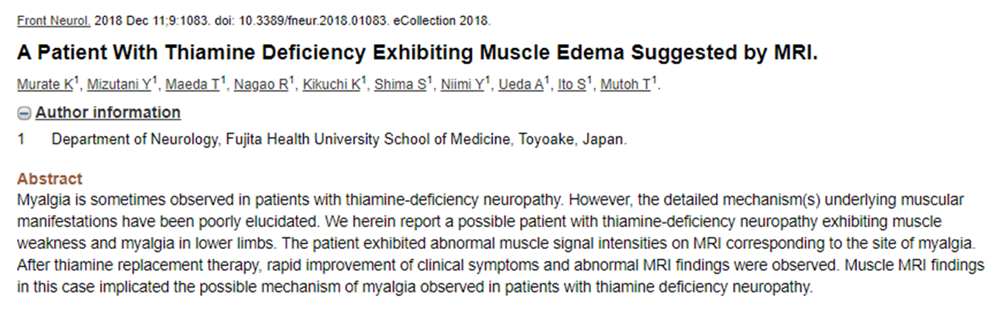 Front Neurol. 2018 Dec 11;9:1083. doi: 10.3389/fneur.2018.01083. eCollection 2018.
A Patient With Thiamine Deficiency Exhibiting Muscle Edema Suggested by MRI.
Murate K1, Mizutani Y1, Maeda T1, Nagao R1, Kikuchi K1, Shima S1, Niimi Y1, Ueda A1, Ito S1, Mutoh T1.
Author information
1 Department of Neurology, Fujita Health University School of Medicine, Toyoake, Japan.
Abstract
Myalgia is sometimes observed in patients with thiamine-deficiency neuropathy. However, the detailed mechanism(s) underlying muscular
manifestations have been poorly elucidated. We herein report a possible patient with thiamine-deficiency neuropathy exhibiting muscle
weakness and myalgia in lower limbs. The patient exhibited abnormal muscle signal intensities on MRI corresponding to the site of myalgia.
After thiamine replacement therapy, rapid improvement of clinical symptoms and abnormal MRI findings were observed. Muscle MRI findings
in this case implicated the possible mechanism of myalgia observed in patients with thiamine deficiency neuropathy.